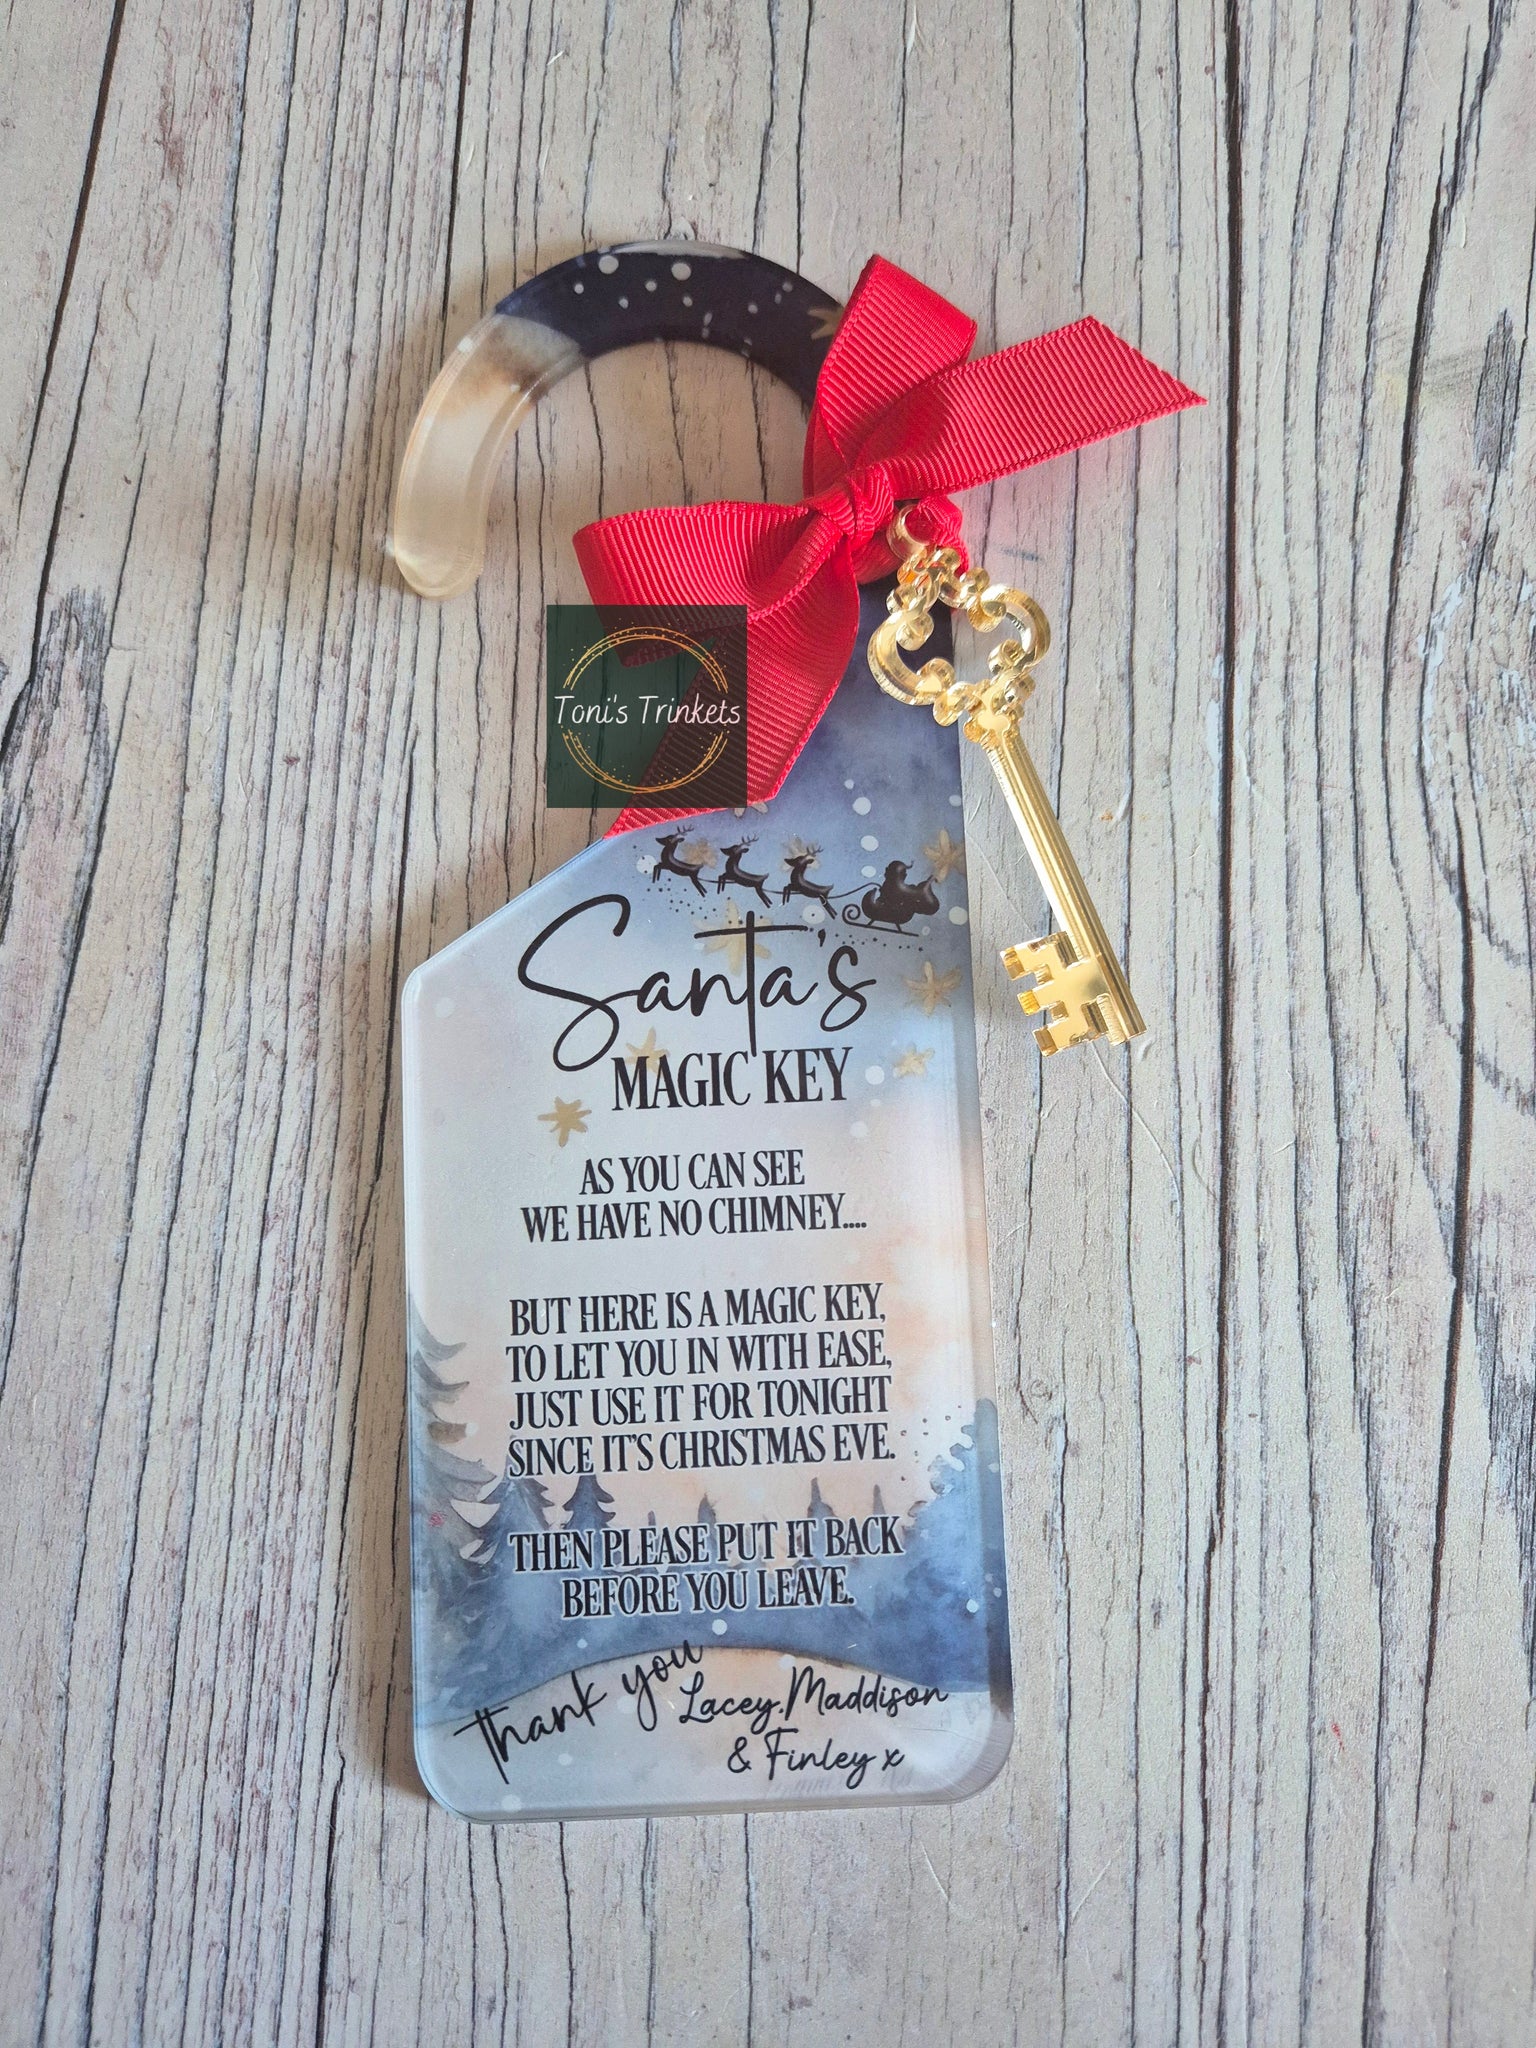 Toni's Trinkets
Santa's
MAGIC KEY
AS YOU CAN SEE
WE HAVE NO CHIMNEY....
BUT HERE IS A MAGIC KEY,
TO LET YOU IN WITH EASE,
JUST USE IT FOR TONIGHT
SINCE IT'S CHRISTMAS EVE.
THEN PLEASE PUT IT BACK
BEFORE YOU LEAVE.
Thank you
Lacey, Maddison
& Finley x